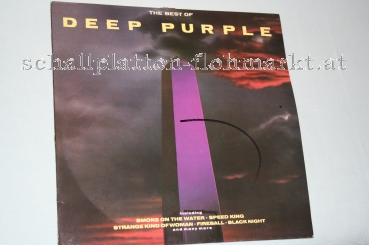 THE BEST OF
DEEP PURPLE
schallplatten-flohmarkt.at
including
SMOKE ON THE WATER · SPEED KING
STRANGE KIND OF WOMAN · FIREBALL · BLACK NIGHT
and many more